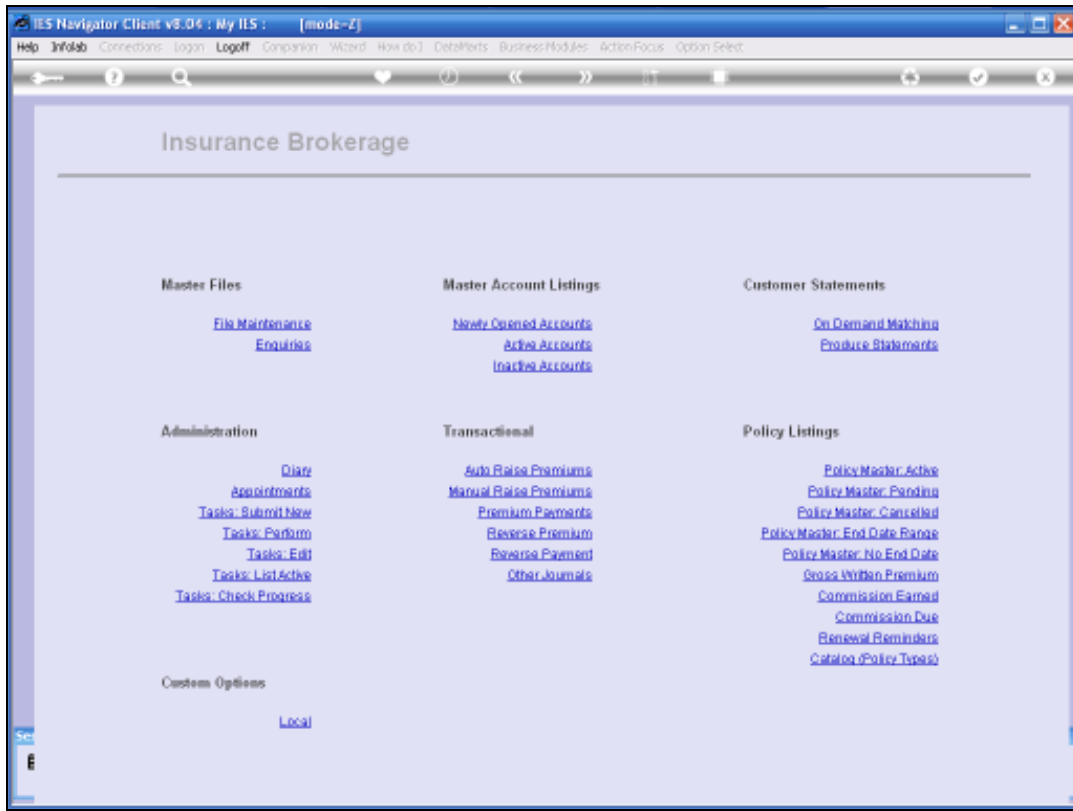 IES Navigator Client v8.04 : My IES : [mode-Z]
Help Infolab Connections Logon Logoff Companion Wizard How do I DataMarts Business Modules Action Focus Option Select
Insurance Brokerage
Master Files
File Maintenance
Enquiries
Master Account Listings
Newly Opened Accounts
Active Accounts
Inactive Accounts
Customer Statements
On Demand Matching
Produce Statements
Administration
Diary
Appointments
Tasks: Submit New
Tasks: Perform
Tasks: Edit
Tasks: List Active
Tasks: Check Progress
Transactional
Auto Raise Premiums
Manual Raise Premiums
Premium Payments
Reverse Premium
Reverse Payment
Other Journals
Policy Listings
Policy Master: Active
Policy Master: Pending
Policy Master: Cancelled
Policy Master: End Date Range
Policy Master: No End Date
Gross Written Premium
Commission Earned
Commission Due
Renewal Reminders
Catalog (Policy Types)
Custom Options
Local